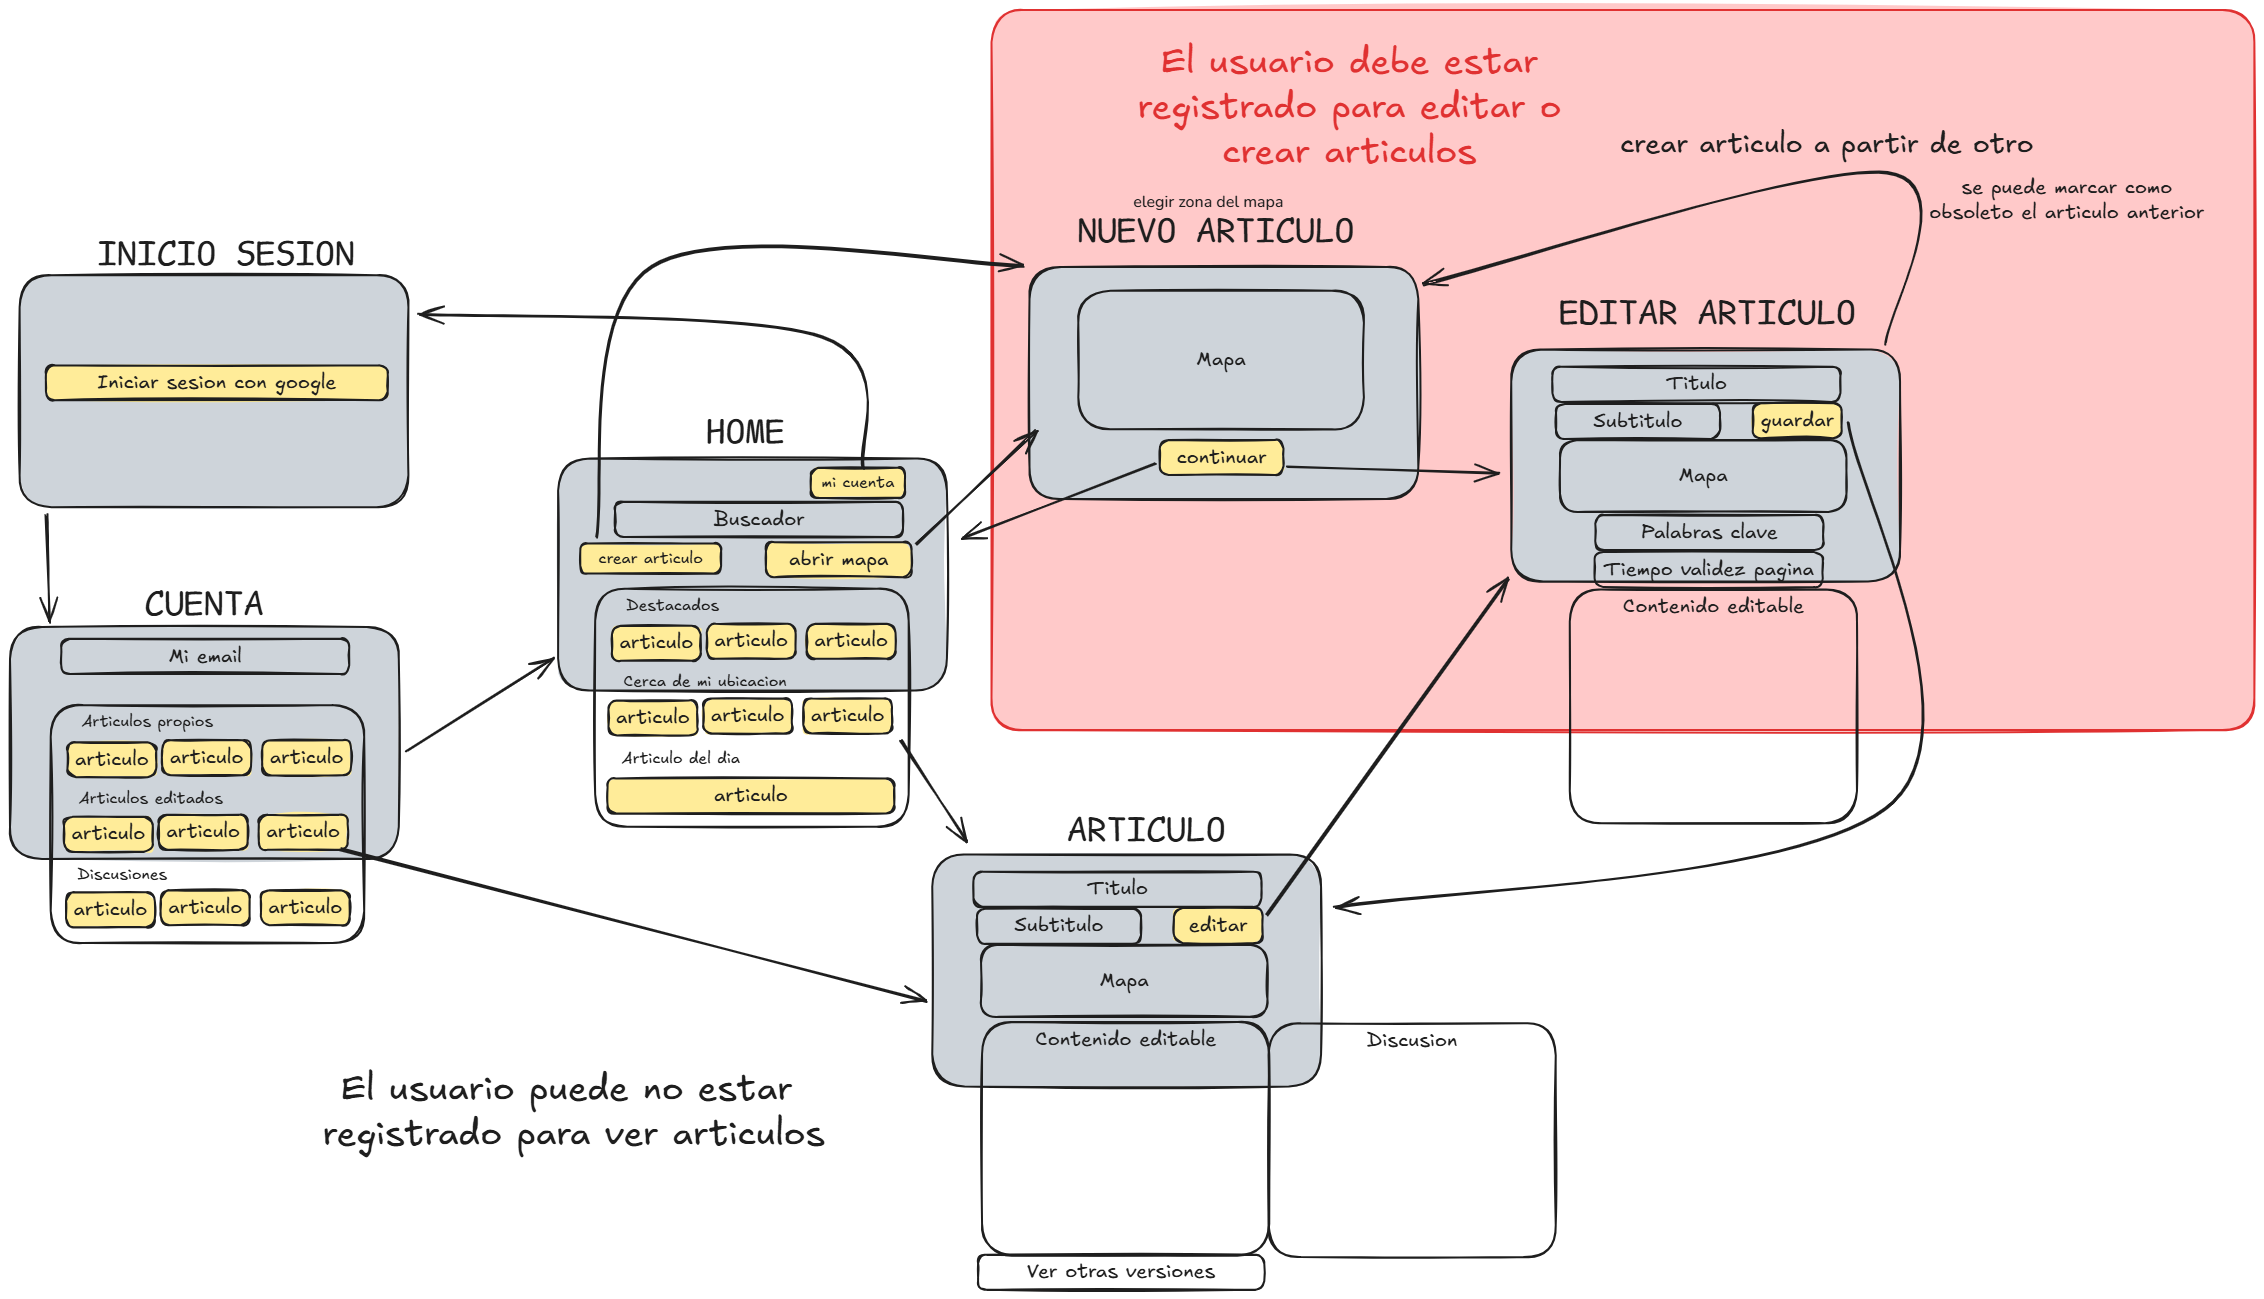 El usuario debe estar
registrado para editar o
crear articulos
crear articulo a partir de otro
se puede marcar como
obsoleto el articulo anterior
elegir zona del mapa
NUEVO ARTICULO
Mapa
continuar
INICIO SESION
Iniciar sesion con google
EDITAR ARTICULO
Titulo
Subtitulo
guardar
Mapa
Palabras clave
Tiempo validez pagina
Contenido editable
HOME
mi cuenta
Buscador
crear articulo
abrir mapa
Destacados
articulo articulo articulo
Cerca de mi ubicacion
articulo articulo articulo
Articulo del dia
articulo
CUENTA
Mi email
Articulos propios
articulo articulo articulo
Articulos editados
articulo articulo articulo
Discusiones
articulo articulo articulo
ARTICULO
Titulo
Subtitulo
editar
Mapa
Contenido editable
Discusion
Ver otras versiones
El usuario puede no estar
registrado para ver articulos